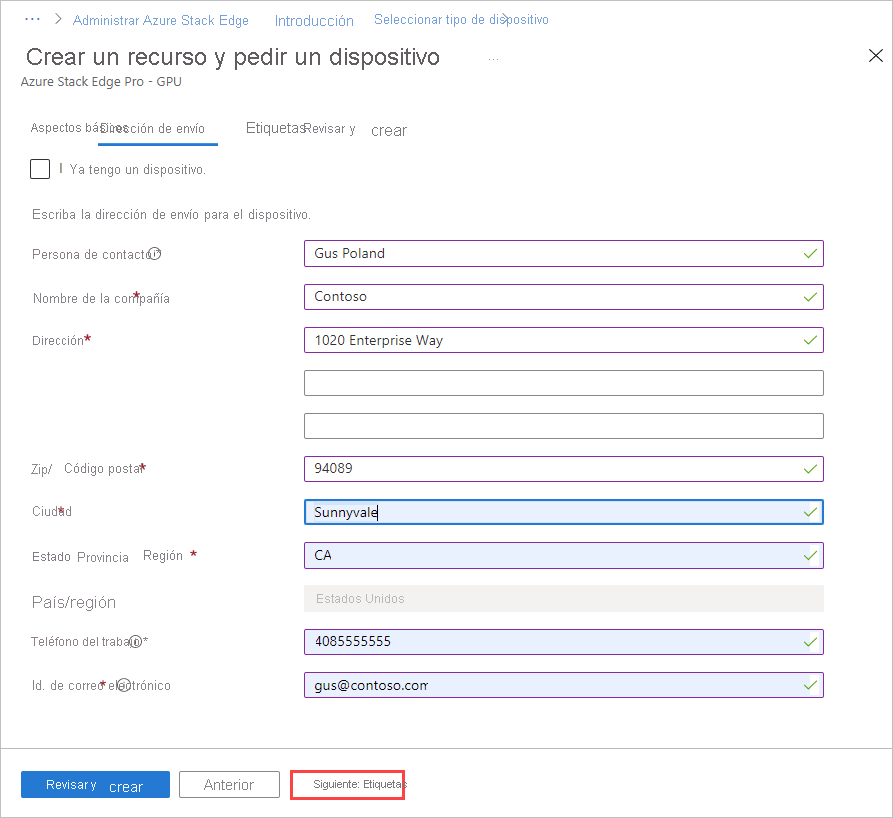 ··· > Administrar Azure Stack Edge Introducción Seleccionar tipo de dispositivo
Crear un recurso y pedir un dispositivo ...
Azure Stack Edge Pro - GPU
Aspectos básicos Dirección de envío Etiquetas Revisar y crear
Ya tengo un dispositivo.
Escriba la dirección de envío para el dispositivo.
Persona de contacto * Gus Poland
Nombre de la compañía * Contoso
Dirección * 1020 Enterprise Way
Zip/ Código postal * 94089
Ciudad * Sunnyvale
Estado Provincia Región * CA
País/región Estados Unidos
Teléfono del trabajo * 4085555555
Id. de correo electrónico * gus@contoso.com
Revisar y crear Anterior Siguiente: Etiquetas